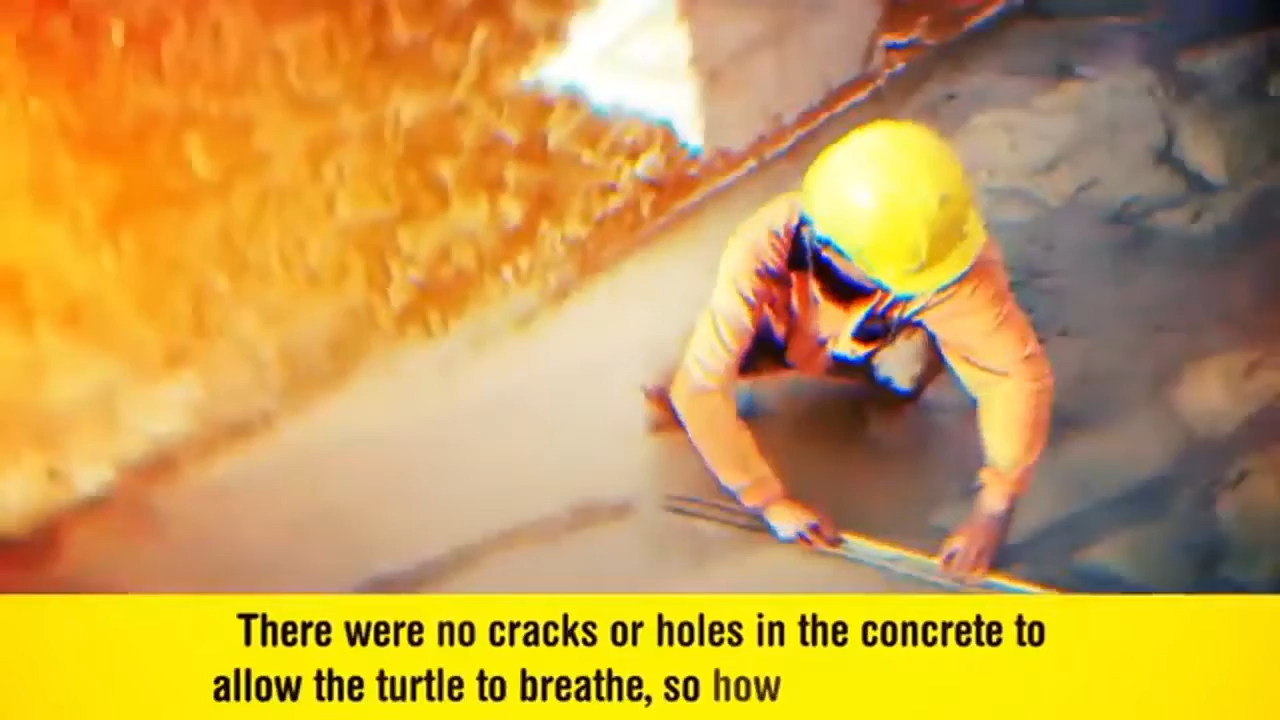 There were no cracks or holes in the concrete to
allow the turtle to breathe, so how